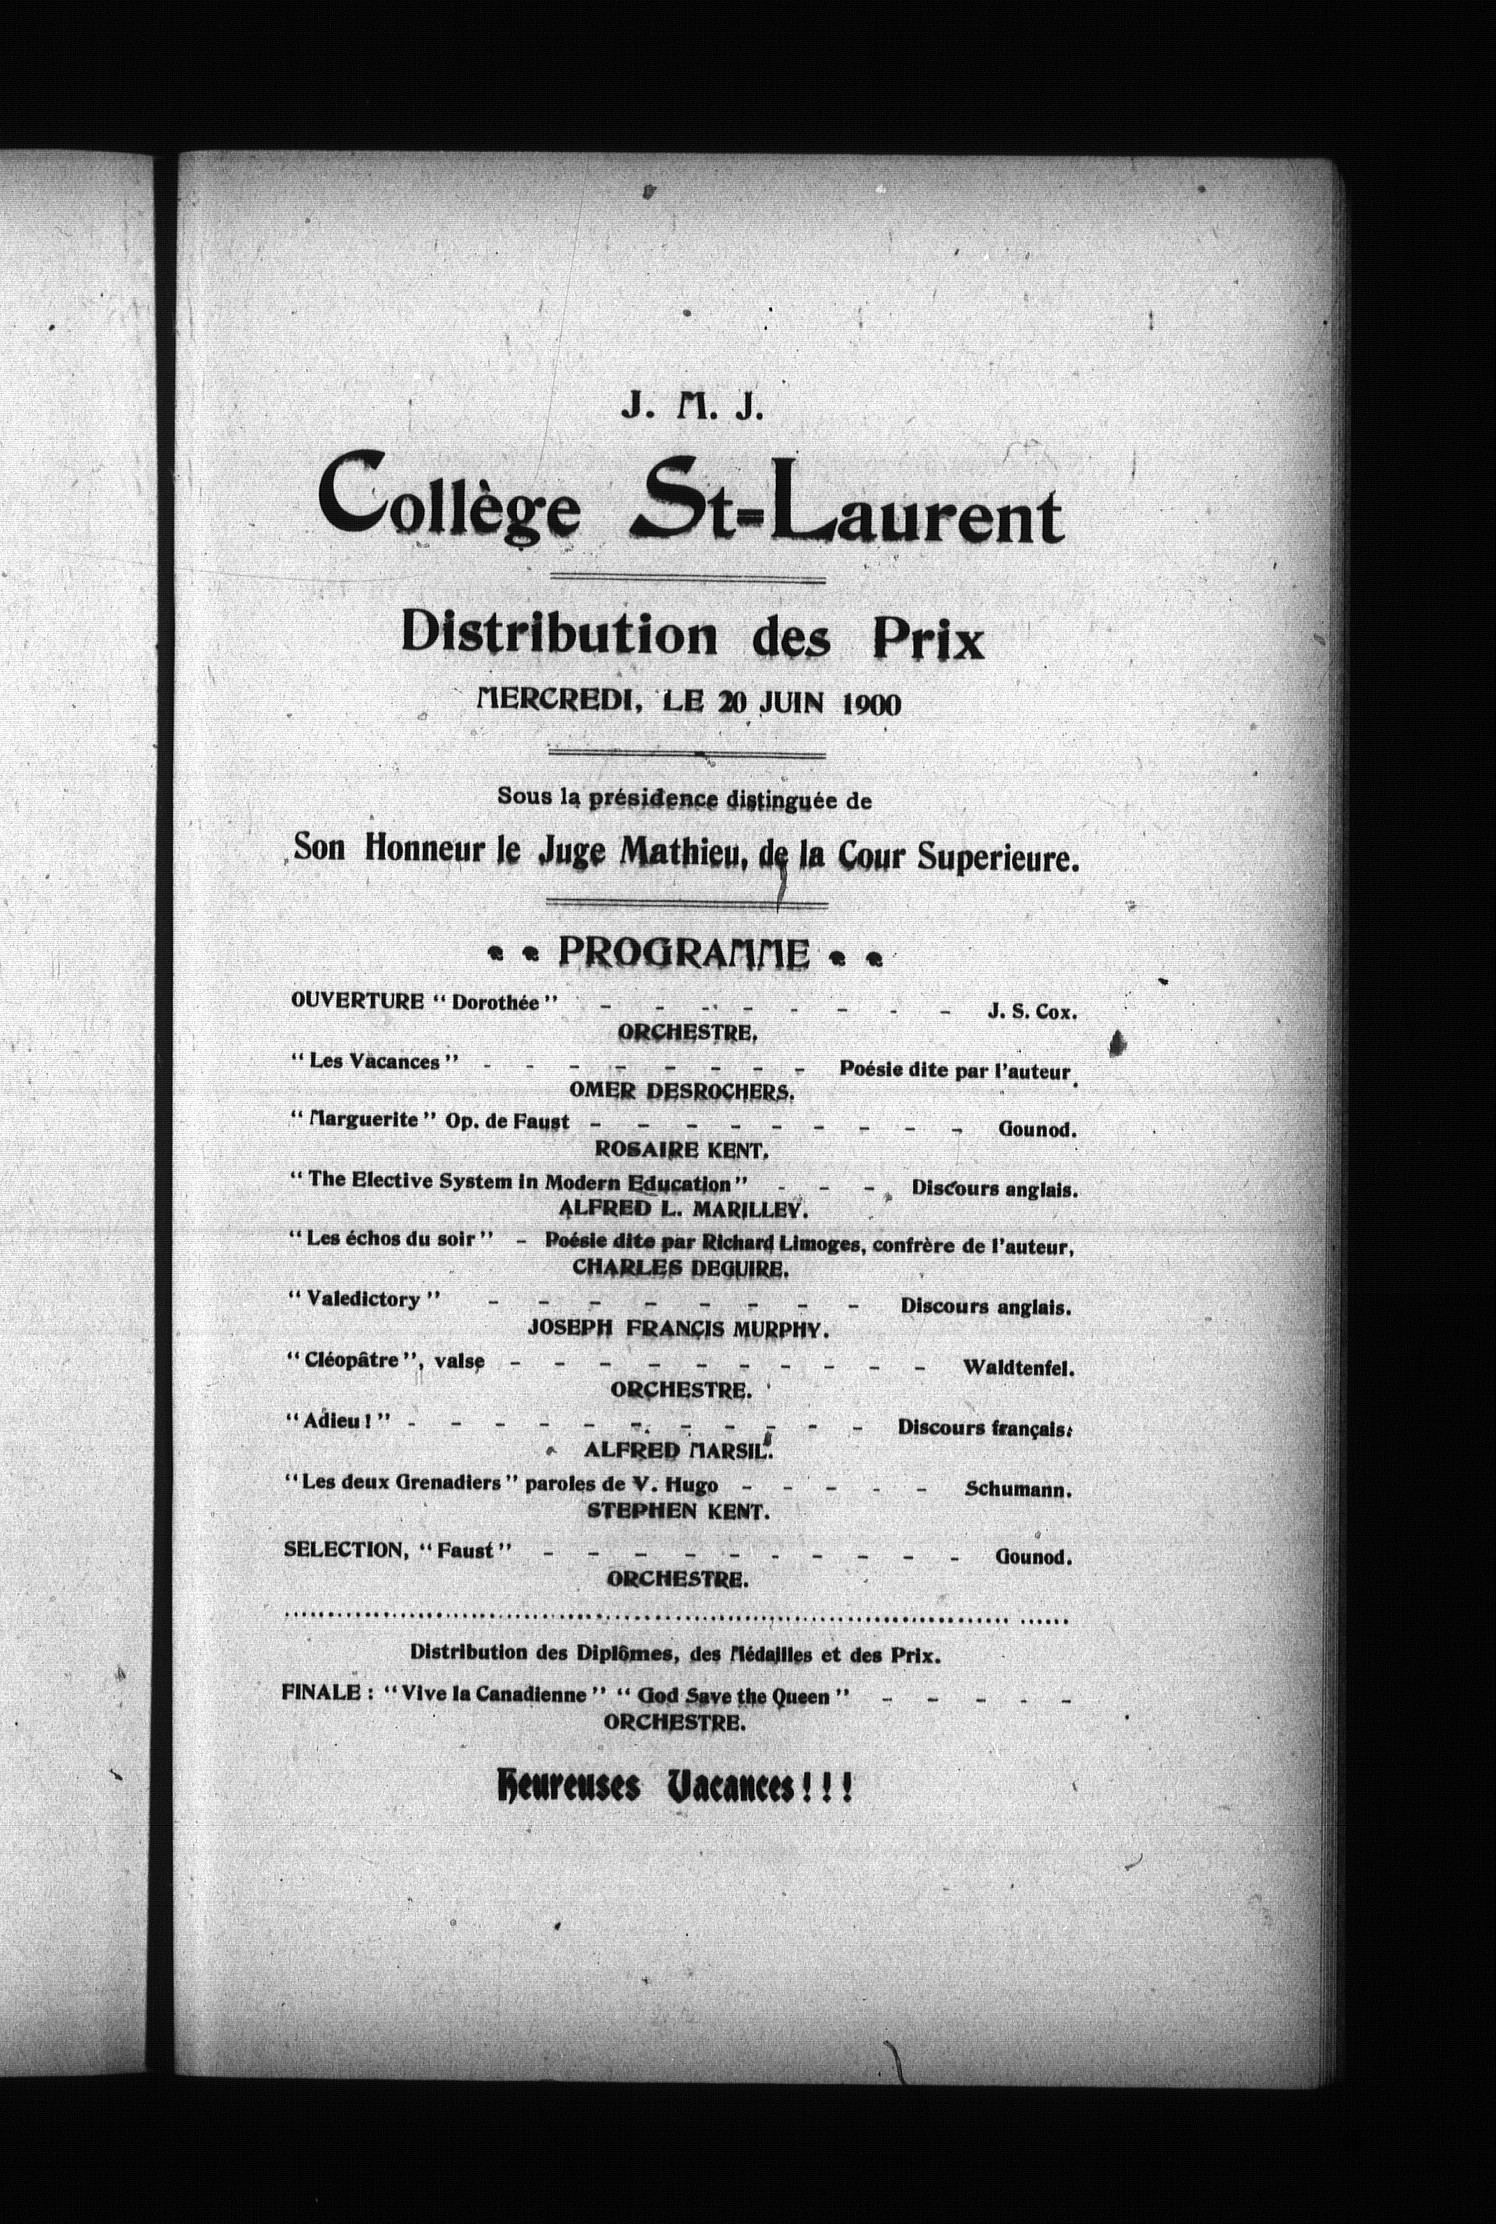 J. M. J.
Collège St-Laurent
Distribution des Prix
MERCREDI, LE 20 JUIN 1900
Sous la présidence distinguée de
Son Honneur le Juge Mathieu, de la Cour Superieure.
PROGRAMME
OUVERTURE “ Dorothée ” - - - - - - - - J. S. Cox.
ORCHESTRE.
“ Les Vacances ” - - - - - - - - Poésie dite par l’auteur.
OMER DESROCHERS.
“ Marguerite ” Op. de Faust - - - - - - - - - Gounod.
ROSAIRE KENT.
“ The Elective System in Modern Education ” - - - Discours anglais.
ALFRED L. MARILLEY.
“ Les échos du soir ” - Poésie dite par Richard Limoges, confrère de l’auteur,
CHARLES DEGUIRE.
“ Valedictory ” - - - - - - - - Discours anglais.
JOSEPH FRANCIS MURPHY.
“ Cléopâtre ”, valse - - - - - - - - - - Waldtenfel.
ORCHESTRE.
“ Adieu ! ” - - - - - - - - - - Discours français.
ALFRED MARSIL.
“ Les deux Grenadiers ” paroles de V. Hugo - - - - - Schumann.
STEPHEN KENT.
SELECTION, “ Faust ” - - - - - - - - - - Gounod.
ORCHESTRE.
Distribution des Diplômes, des Médailles et des Prix.
FINALE : “ Vive la Canadienne ” “ God Save the Queen ” - - - - -
ORCHESTRE.
Heureuses Vacances ! ! !